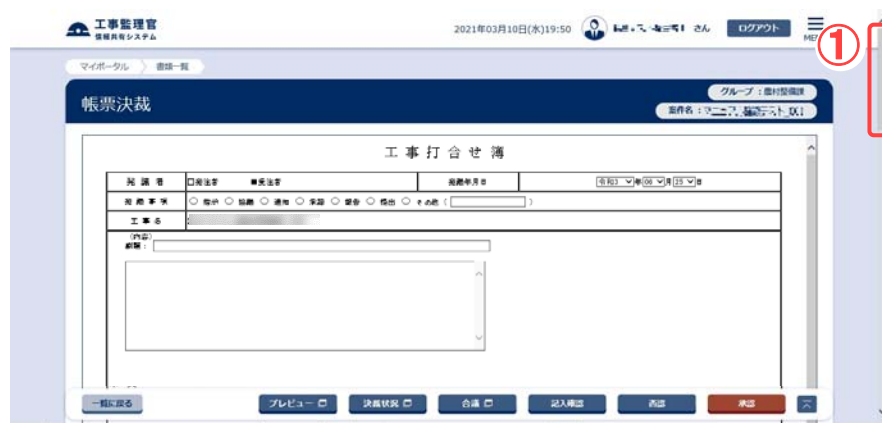 工事監理官
情報共有システム
2021年03月10日(水)19:50
さん
ログアウト
①
マイポータル
書類一覧
帳票決裁
グループ：農村整備課
案件名：
工事打合せ簿
発議者 □発注者 ■受注者 発議年月日 令和3 年 月 25 日
発議事項 ○指示 ○協議 ○通知 ○承諾 ○報告 ○提出 ○その他( )
工事名
(内容)
表題：
一覧に戻る
プレビュー
決裁状況
合議
記入確認
否認
承認